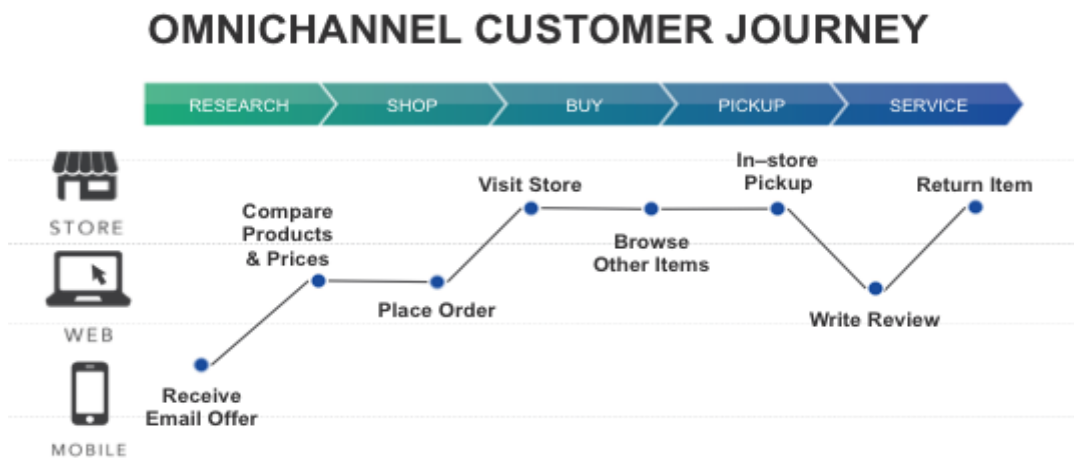 OMNICHANNEL CUSTOMER JOURNEY
RESEARCH
SHOP
BUY
PICKUP
SERVICE
STORE
WEB
MOBILE
Receive
Email Offer
Compare
Products
& Prices
Place Order
Visit Store
Browse
Other Items
In–store
Pickup
Write Review
Return Item